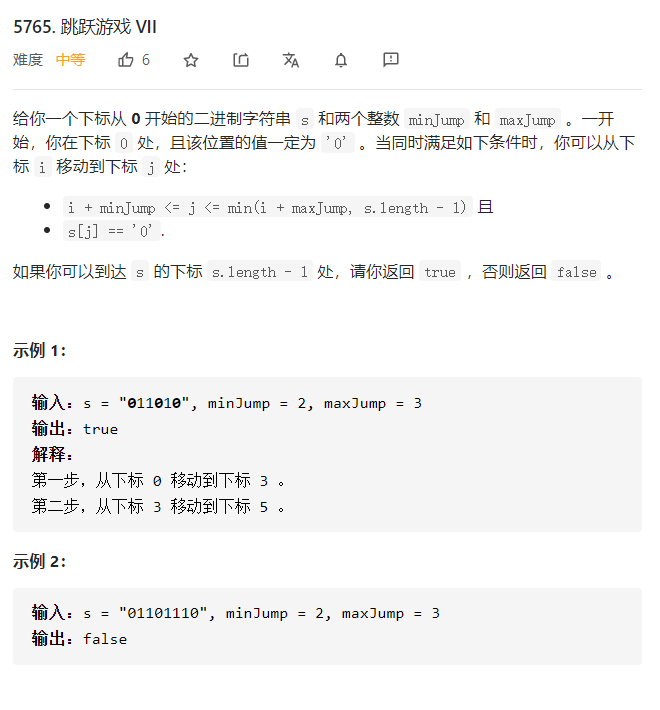 5765. 跳跃游戏 VII
难度 中等 6
给你一个下标从 0 开始的二进制字符串 s 和两个整数 minJump 和 maxJump 。一开
始，你在下标 0 处，且该位置的值一定为 '0' 。当同时满足如下条件时，你可以从下
标 i 移动到下标 j 处：
• i + minJump <= j <= min(i + maxJump, s.length - 1) 且
• s[j] == '0'.
如果你可以到达 s 的下标 s.length - 1 处，请你返回 true ，否则返回 false 。
示例 1：
输入：s = "011010", minJump = 2, maxJump = 3
输出：true
解释：
第一步，从下标 0 移动到下标 3 。
第二步，从下标 3 移动到下标 5 。
示例 2：
输入：s = "01101110", minJump = 2, maxJump = 3
输出：false